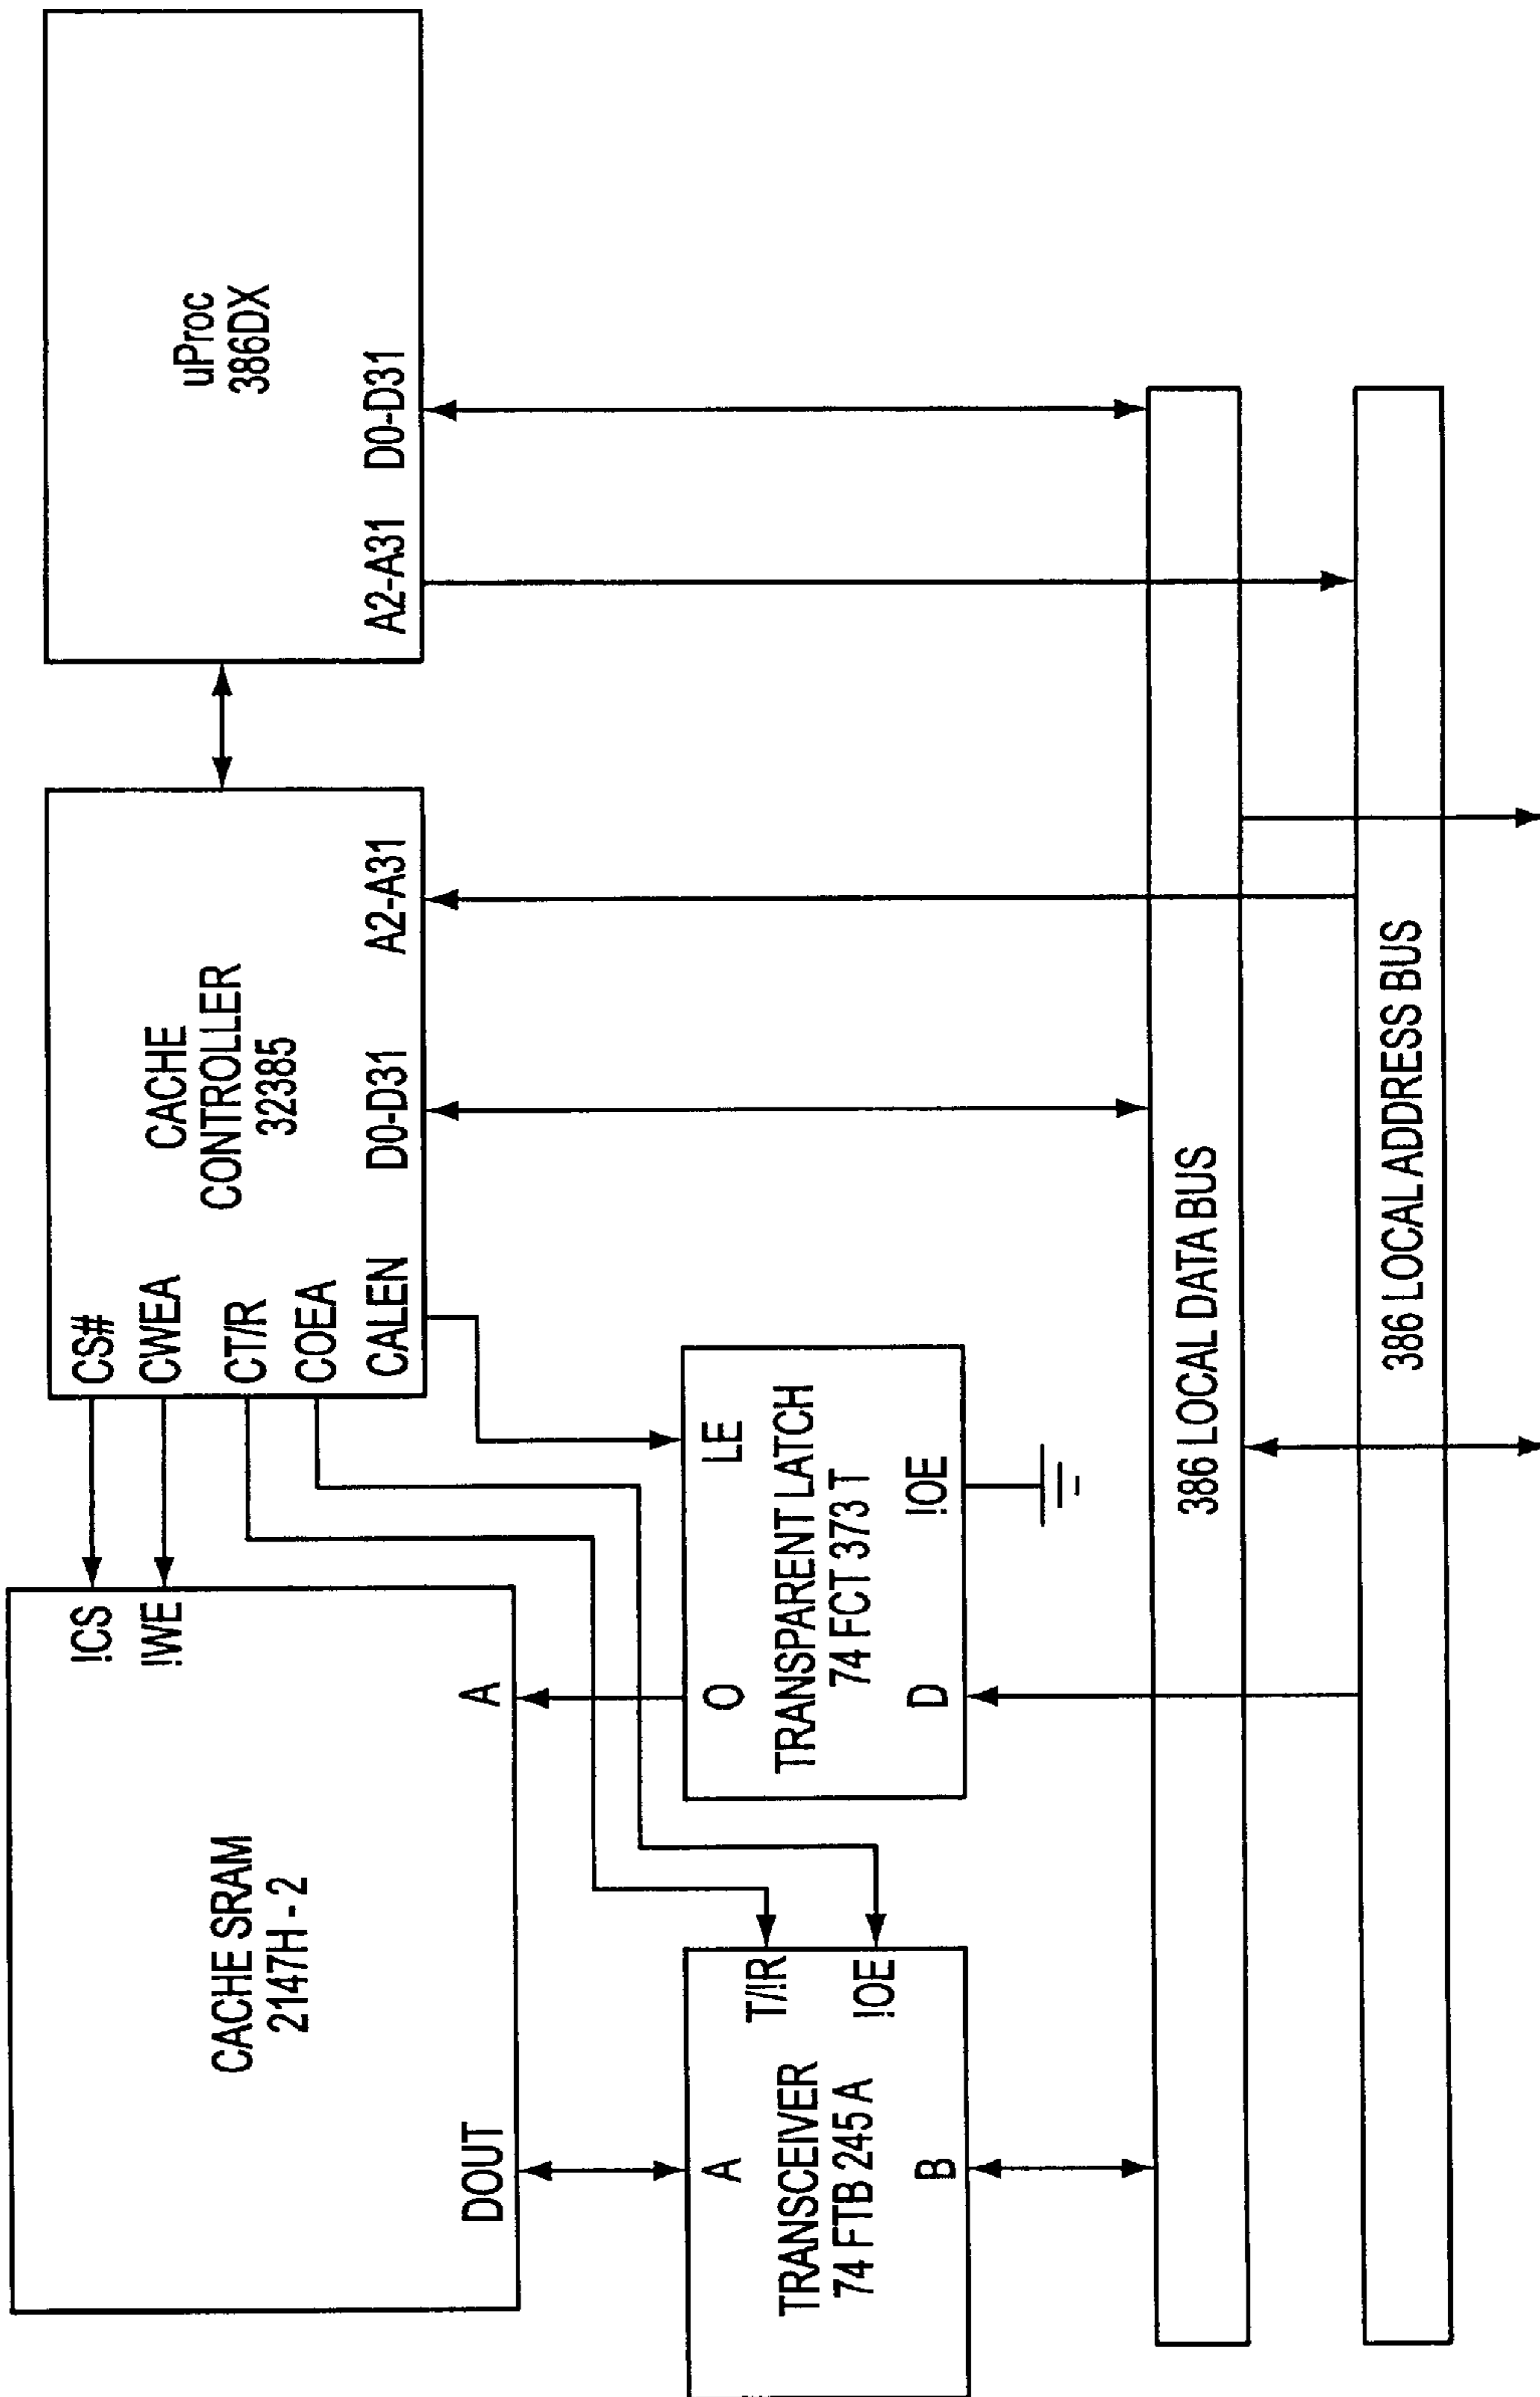 CACHE SRAM
2147H - 2
!CS
!WE
DOUT
A
CS#
CWEA
CT/R
COEA
CALEN
CACHE
CONTROLLER
32385
D0-D31
A2-A31
uProc
386DX
A2-A31
D0-D31
A
T/!R
TRANSCEIVER
74 FTB 245 A
!OE
B
O
LE
TRANSPARENT LATCH
74 FCT 373 T
D
!OE
386 LOCAL DATA BUS
386 LOCAL ADDRESS BUS